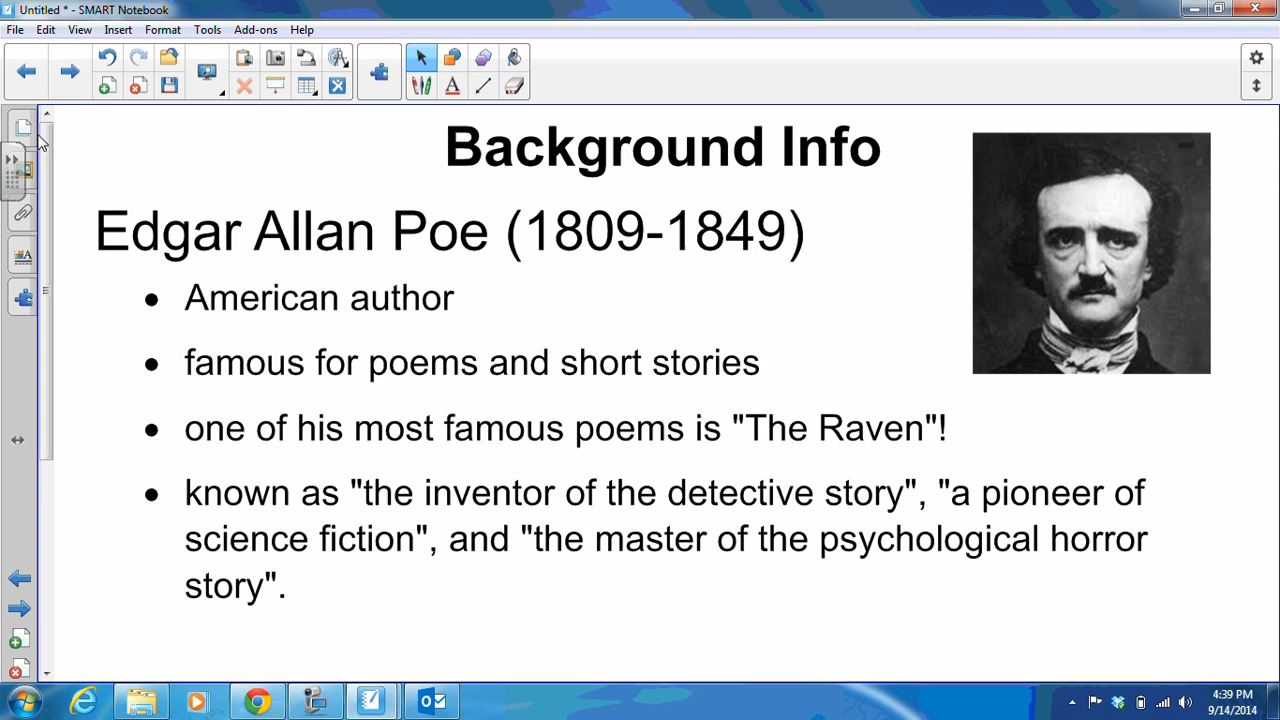 Untitled * - SMART Notebook
File Edit View Insert Format Tools Add-ons Help
Background Info
Edgar Allan Poe (1809-1849)
• American author
• famous for poems and short stories
• one of his most famous poems is "The Raven"!
• known as "the inventor of the detective story", "a pioneer of
science fiction", and "the master of the psychological horror
story".
4:39 PM
9/14/2014